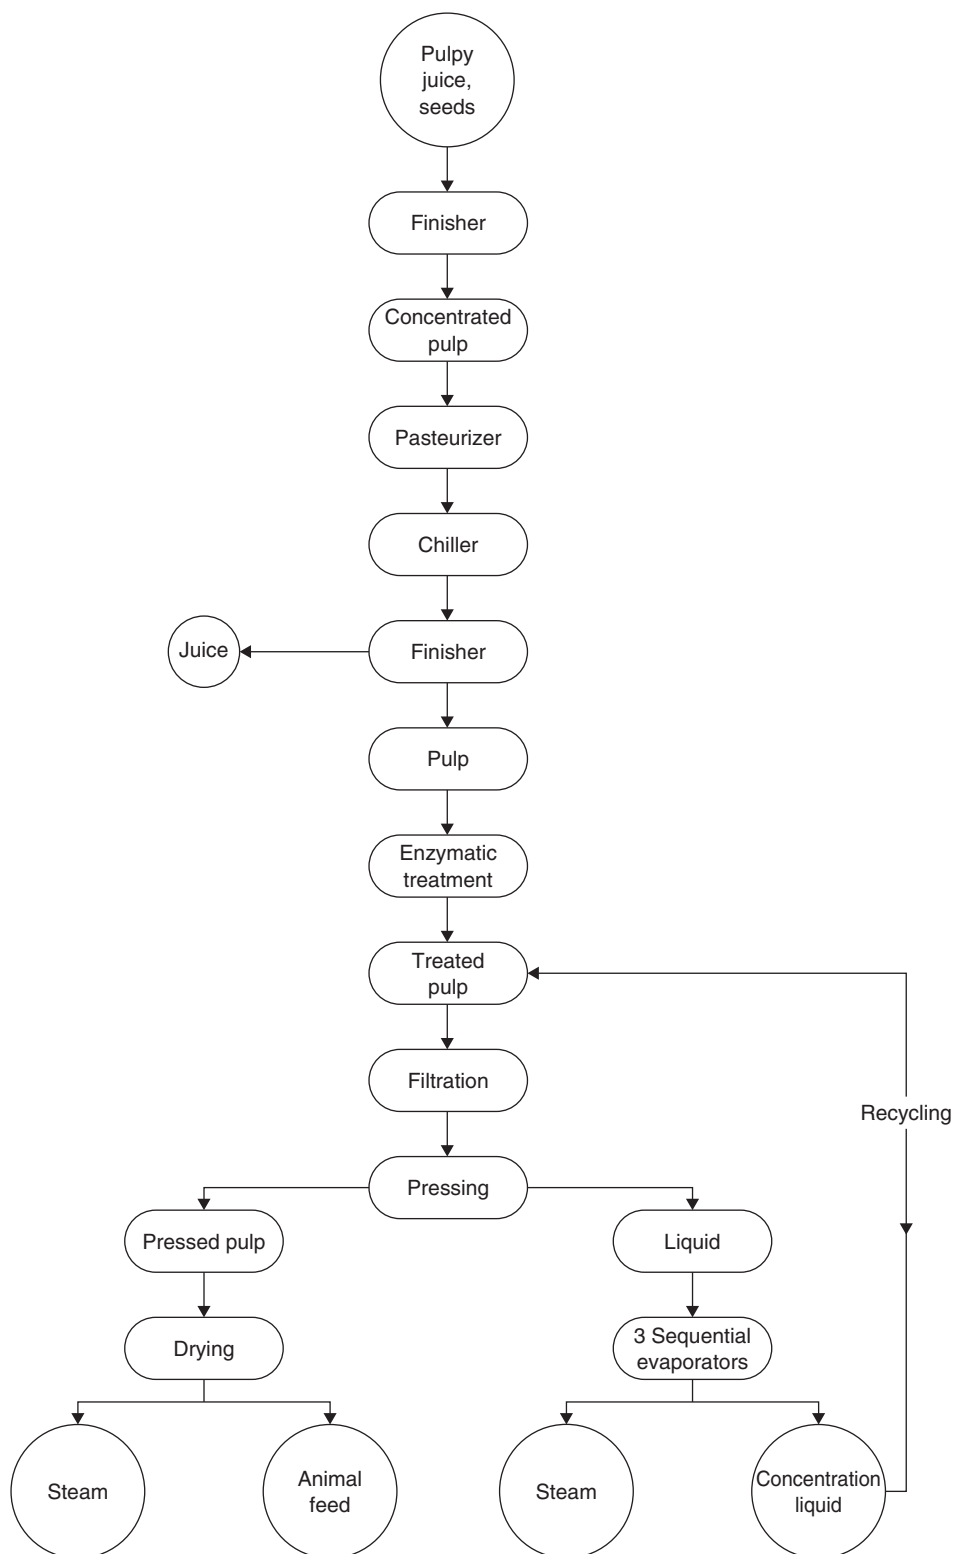 Pulpy
juice,
seeds
Finisher
Concentrated
pulp
Pasteurizer
Chiller
Juice
Finisher
Pulp
Enzymatic
treatment
Treated
pulp
Filtration
Recycling
Pressing
Pressed pulp
Liquid
Drying
3 Sequential
evaporators
Steam
Animal
feed
Steam
Concentration
liquid